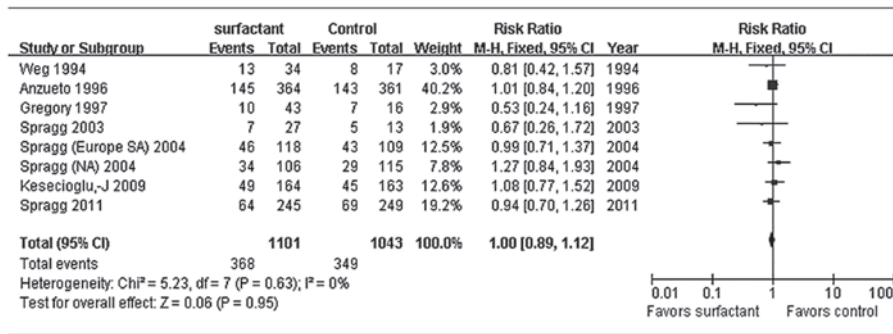 surfactant Control Risk Ratio Risk Ratio
Study or Subgroup Events Total Events Total Weight M-H, Fixed, 95% CI Year M-H, Fixed, 95% CI
Weg 1994 13 34 8 17 3.0% 0.81 [0.42, 1.57] 1994
Anzueto 1996 145 364 143 361 40.2% 1.01 [0.84, 1.20] 1996
Gregory 1997 10 43 7 16 2.9% 0.53 [0.24, 1.16] 1997
Spragg 2003 7 27 5 13 1.9% 0.67 [0.26, 1.72] 2003
Spragg (Europe SA) 2004 46 118 43 109 12.5% 0.99 [0.71, 1.37] 2004
Spragg (NA) 2004 34 106 29 115 7.8% 1.27 [0.84, 1.93] 2004
Kesecioglu,-J 2009 49 164 45 163 12.6% 1.08 [0.77, 1.52] 2009
Spragg 2011 64 245 69 249 19.2% 0.94 [0.70, 1.26] 2011
Total (95% CI) 1101 1043 100.0% 1.00 [0.89, 1.12]
Total events 368 349
Heterogeneity: Chi² = 5.23, df = 7 (P = 0.63); I² = 0%
Test for overall effect: Z = 0.06 (P = 0.95)
0.01 0.1 1 10 100
Favors surfactant Favors control